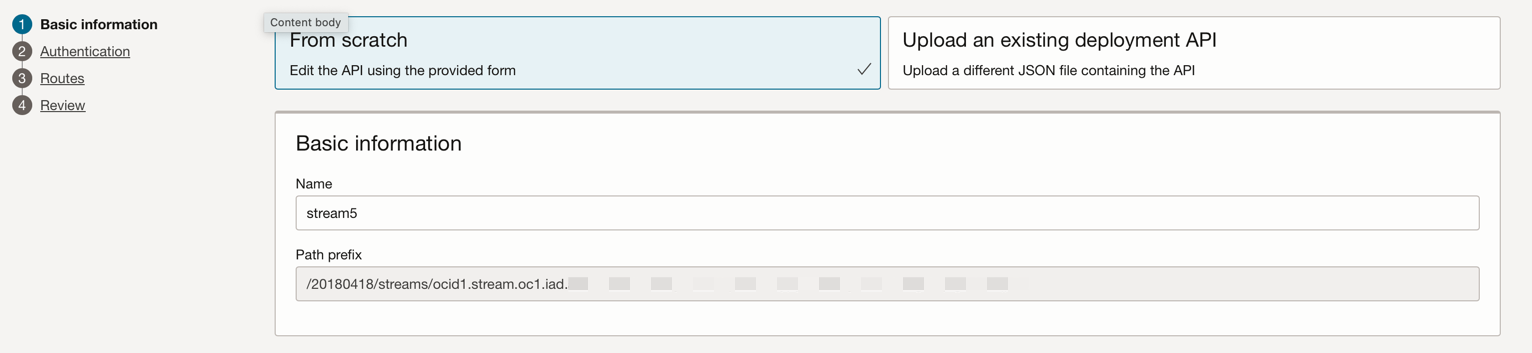 1 Basic information
2 Authentication
3 Routes
4 Review
Content body
From scratch
Edit the API using the provided form
Upload an existing deployment API
Upload a different JSON file containing the API
Basic information
Name
stream5
Path prefix
/20180418/streams/ocid1.stream.oc1.iad.